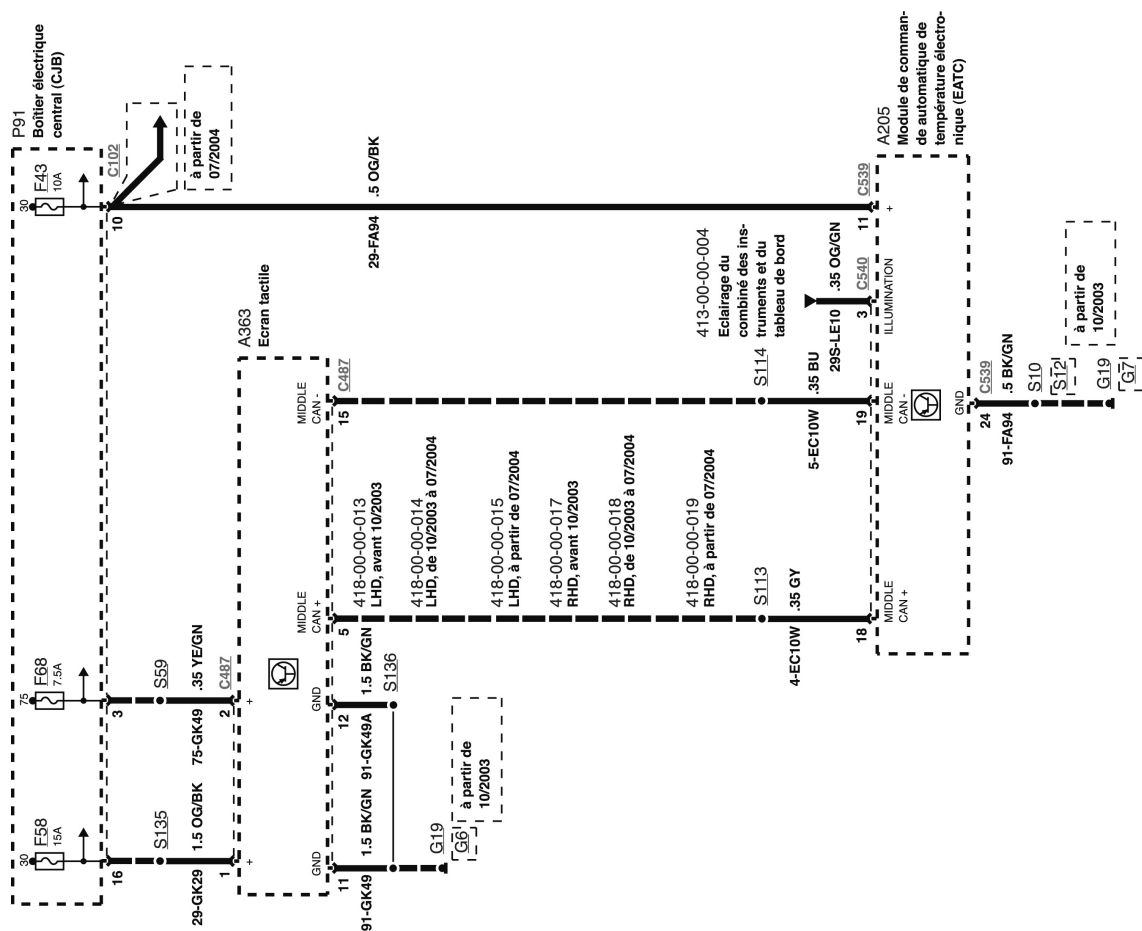 P91
Boîtier électrique
central (CJB)
30
F58
15A
75
F68
7.5A
30
F43
10A
C102
à partir de
07/2004
16
3
10
S135
S59
29-GK29
1.5 OG/BK
75-GK49
.35 YE/GN
29-FA94
.5 OG/BK
C487
1
2
A363
Ecran tactile
+
+
GND
GND
MIDDLE
CAN +
MIDDLE
CAN -
C487
11
12
5
15
91-GK49
1.5 BK/GN
91-GK49A
1.5 BK/GN
S136
G19
G6
à partir de
10/2003
418-00-00-013
LHD, avant 10/2003
418-00-00-014
LHD, de 10/2003 à 07/2004
418-00-00-015
LHD, à partir de 07/2004
418-00-00-017
RHD, avant 10/2003
418-00-00-018
RHD, de 10/2003 à 07/2004
418-00-00-019
RHD, à partir de 07/2004
413-00-00-004
Eclairage du
combiné des ins-
truments et du
tableau de bord
S113
S114
4-EC10W
.35 GY
5-EC10W
.35 BU
29S-LE10
.35 OG/GN
C540
C539
18
19
3
11
A205
Module de comman-
de automatique de
température électro-
nique (EATC)
MIDDLE
CAN +
MIDDLE
CAN -
ILLUMINATION
+
GND
24
C539
91-FA94
.5 BK/GN
S10
S12
G19
G7
à partir de
10/2003